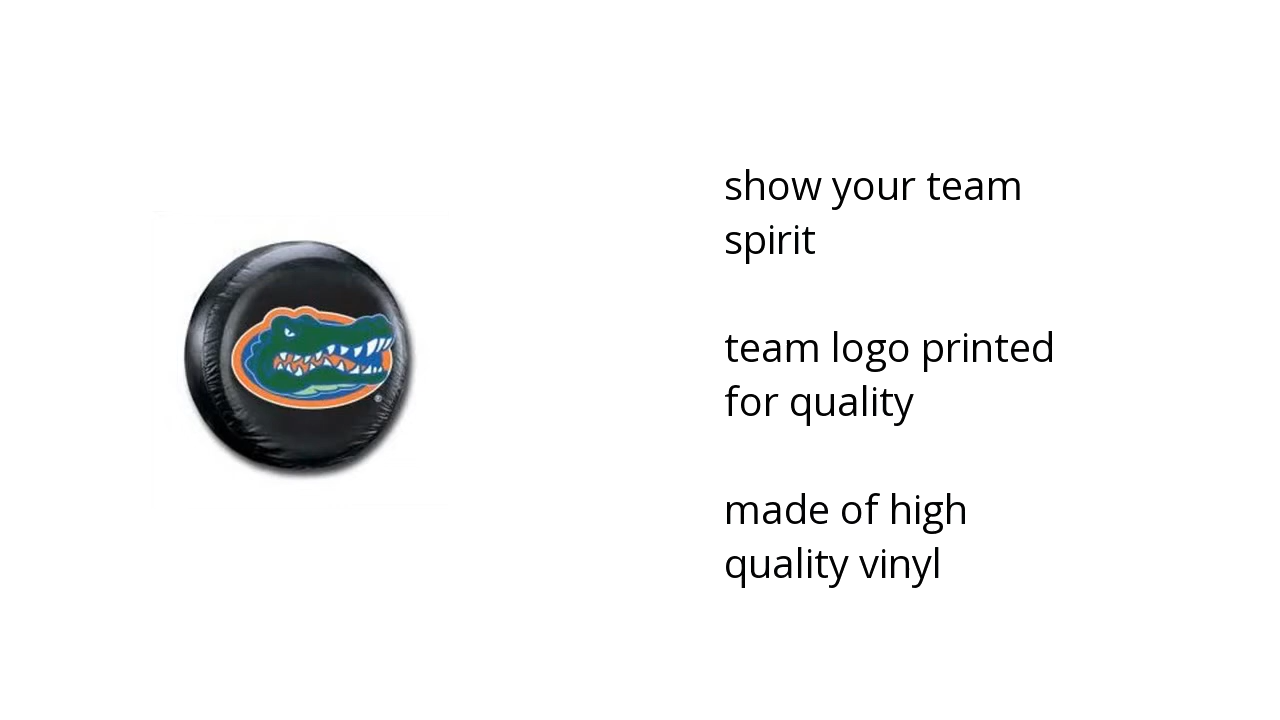 show your team
spirit
team logo printed
for quality
made of high
quality vinyl